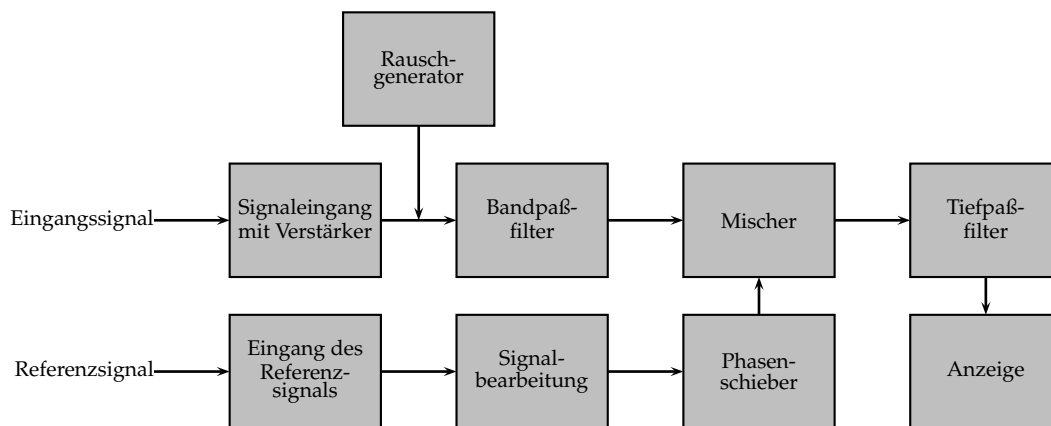 Rausch-
generator
Eingangssignal
Signaleingang
mit Verstärker
Bandpaß-
filter
Mischer
Tiefpaß-
filter
Referenzsignal
Eingang des
Referenz-
signals
Signal-
bearbeitung
Phasen-
schieber
Anzeige